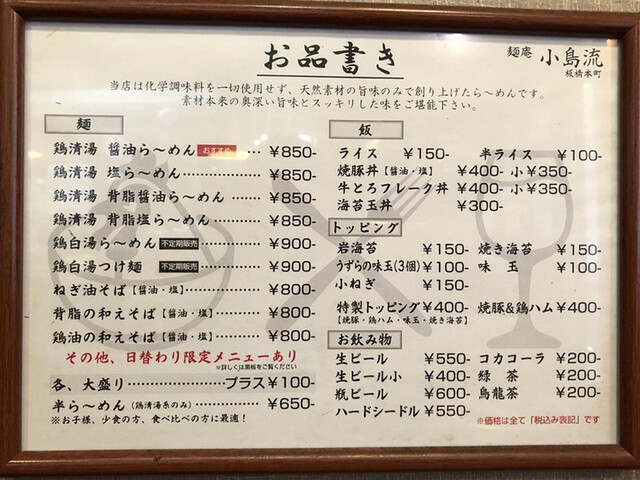 お品書き
麺庵 小島流
板橋本町
当店は化学調味料を一切使用せず、天然素材の旨味のみで創り上げたら〜めんです。
素材本来の奥深い旨味とスッキリした味をご堪能下さい。
麺
鶏清湯 醤油ら〜めん おすすめ … ¥850-
鶏清湯 塩ら〜めん…………… ¥850-
鶏清湯 背脂醤油ら〜めん…… ¥850-
鶏清湯 背脂塩ら〜めん……… ¥850-
鶏白湯ら〜めん 不定期販売 …… ¥900-
鶏白湯つけ麺 不定期販売 ……… ¥900-
ねぎ油そば【醤油・塩】………… ¥800-
背脂の和えそば【醤油・塩】…… ¥800-
鶏油の和えそば【醤油・塩】…… ¥800-
その他、日替わり限定メニューあり
※詳しくは黒板をご覧ください
各、大盛り……………プラス¥100-
半ら〜めん(鶏清湯系のみ)……… ¥650-
※お子様、少食の方、食べ比べの方に最適!
飯
ライス ¥150- 半ライス ¥100-
焼豚丼【醤油・塩】 ¥400- 小¥350-
牛とろフレーク丼 ¥400- 小¥350-
海苔玉丼 ¥300-
トッピング
岩海苔 ¥150- 焼き海苔 ¥150-
うずらの味玉(3個) ¥100- 味玉 ¥100-
小ねぎ ¥150-
特製トッピング ¥400- 焼豚&鶏ハム ¥400-
【焼豚・鶏ハム・味玉・焼き海苔】
お飲み物
生ビール ¥550- コカコーラ ¥200-
生ビール小 ¥400- 緑茶 ¥200-
瓶ビール ¥600- 烏龍茶 ¥200-
ハードシードル ¥550-
※価格は全て「税込み表記」です